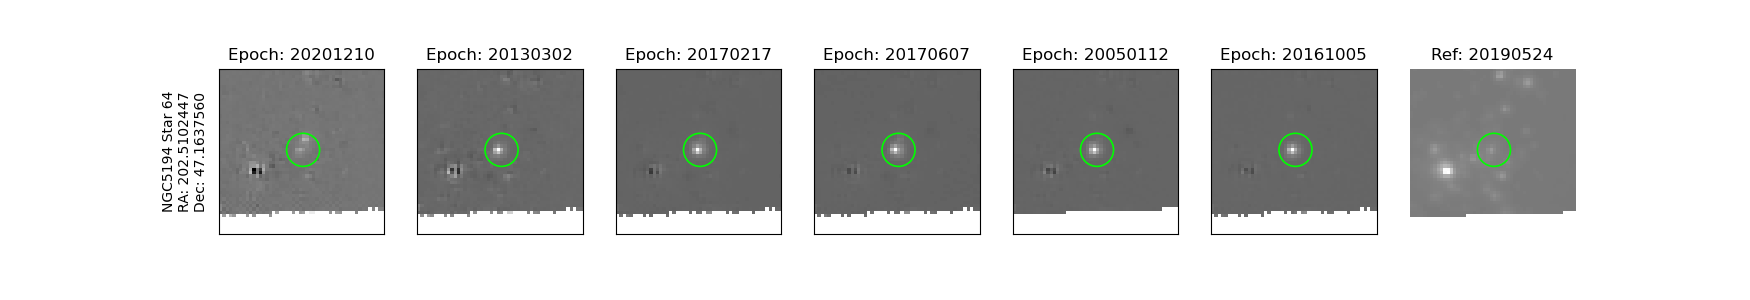 Epoch: 20201210
Epoch: 20130302
Epoch: 20170217
Epoch: 20170607
Epoch: 20050112
Epoch: 20161005
Ref: 20190524
NGC5194 Star 64
RA: 202.5102447
Dec: 47.1637560